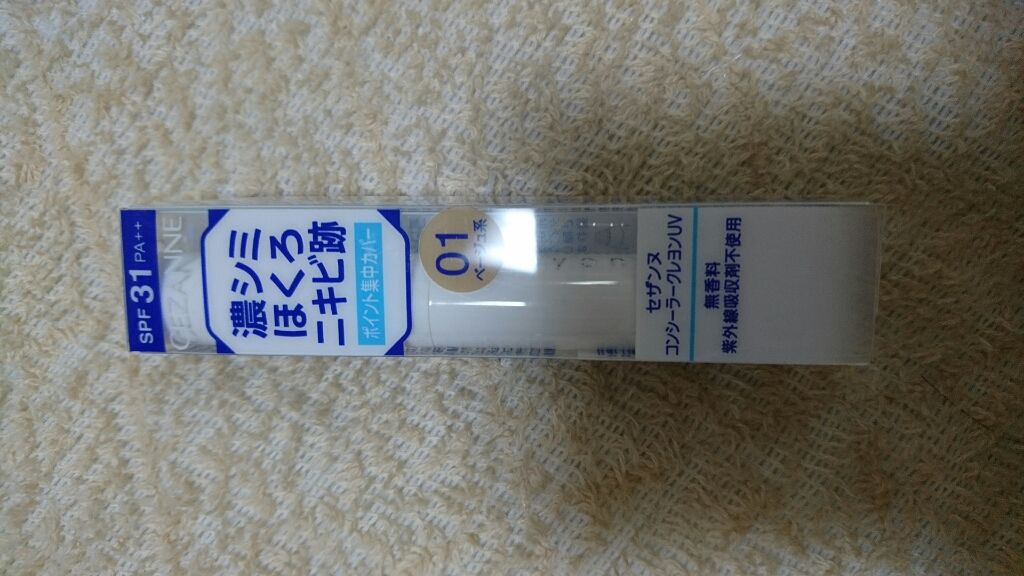 SPF31 PA++
CEZANNE
濃シミ
ほくろ
ニキビ跡
ポイント集中カバー
01
ベージュ系
セザンヌ
コンシーラークレヨンUV
無香料
紫外線吸収剤不使用